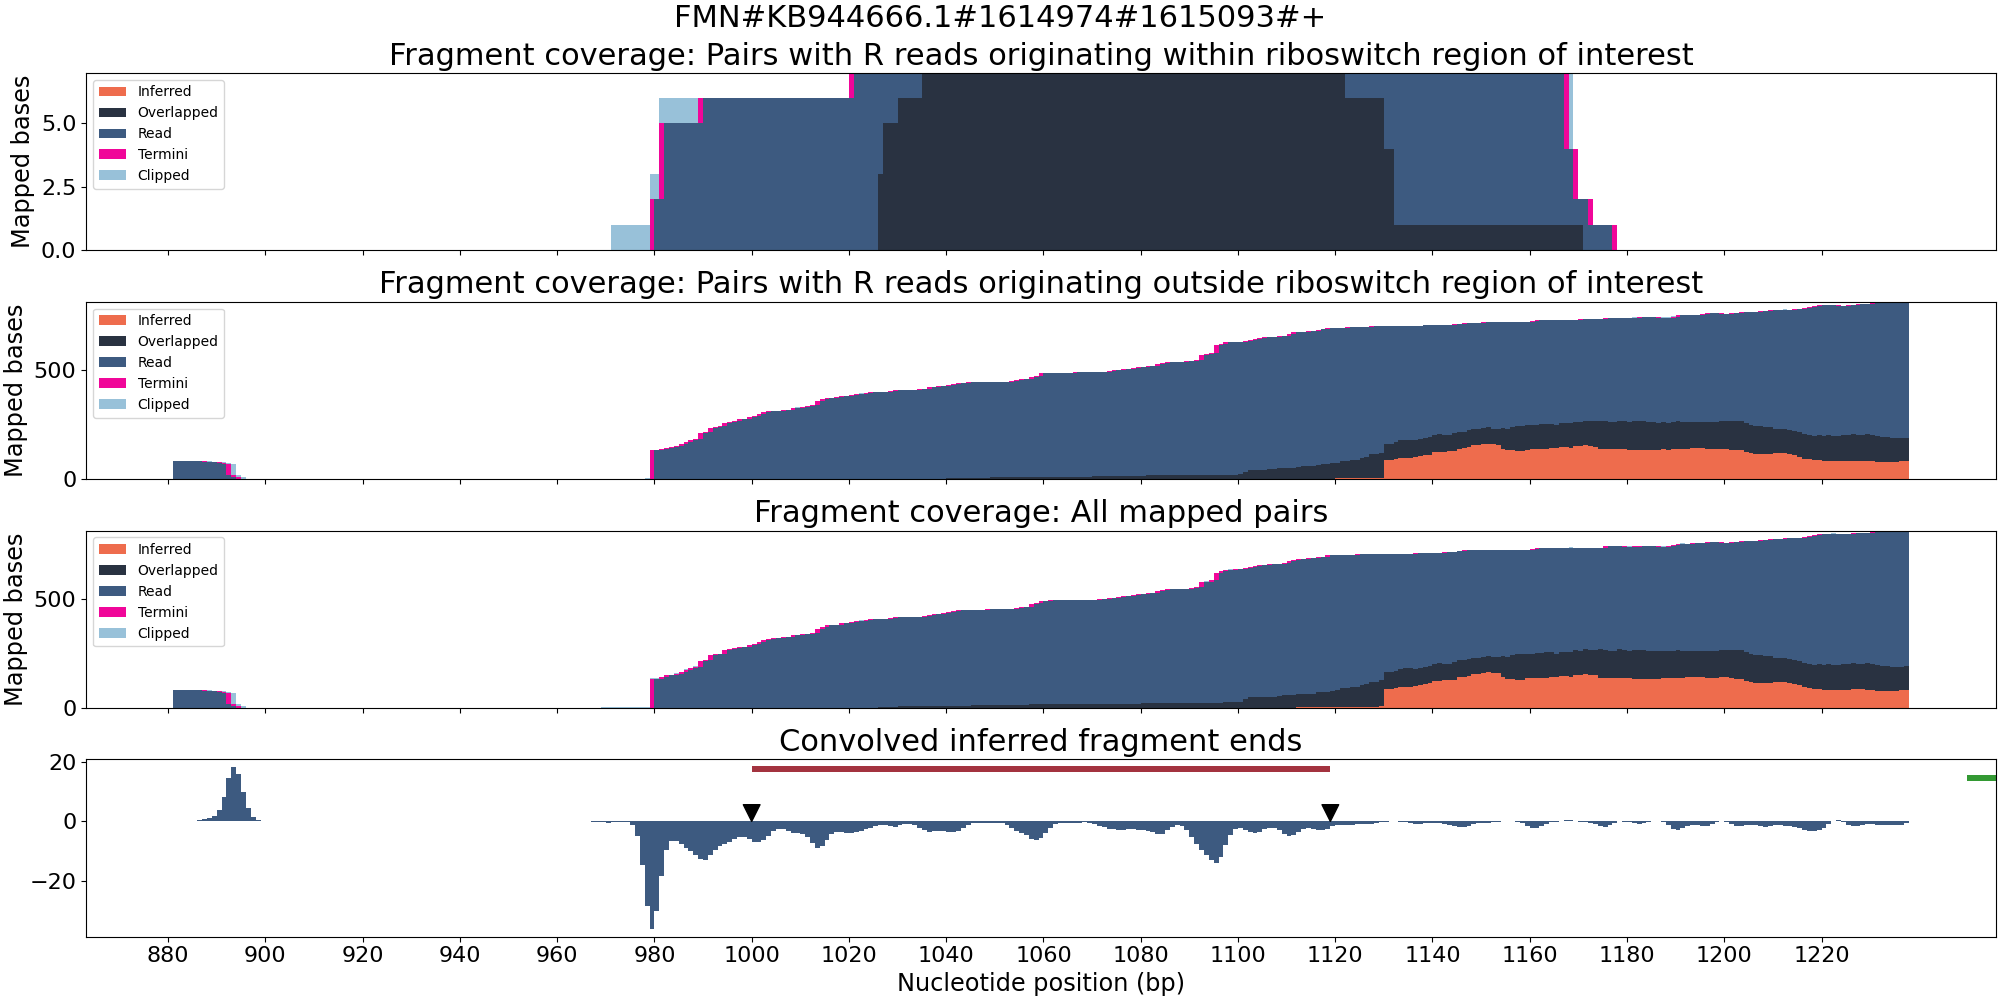 FMN#KB944666.1#1614974#1615093#+
Fragment coverage: Pairs with R reads originating within riboswitch region of interest
Mapped bases
5.0
2.5
0.0
Inferred
Overlapped
Read
Termini
Clipped
Fragment coverage: Pairs with R reads originating outside riboswitch region of interest
Mapped bases
500
0
Inferred
Overlapped
Read
Termini
Clipped
Fragment coverage: All mapped pairs
Mapped bases
500
0
Inferred
Overlapped
Read
Termini
Clipped
Convolved inferred fragment ends
20
0
−20
880 900 920 940 960 980 1000 1020 1040 1060 1080 1100 1120 1140 1160 1180 1200 1220
Nucleotide position (bp)